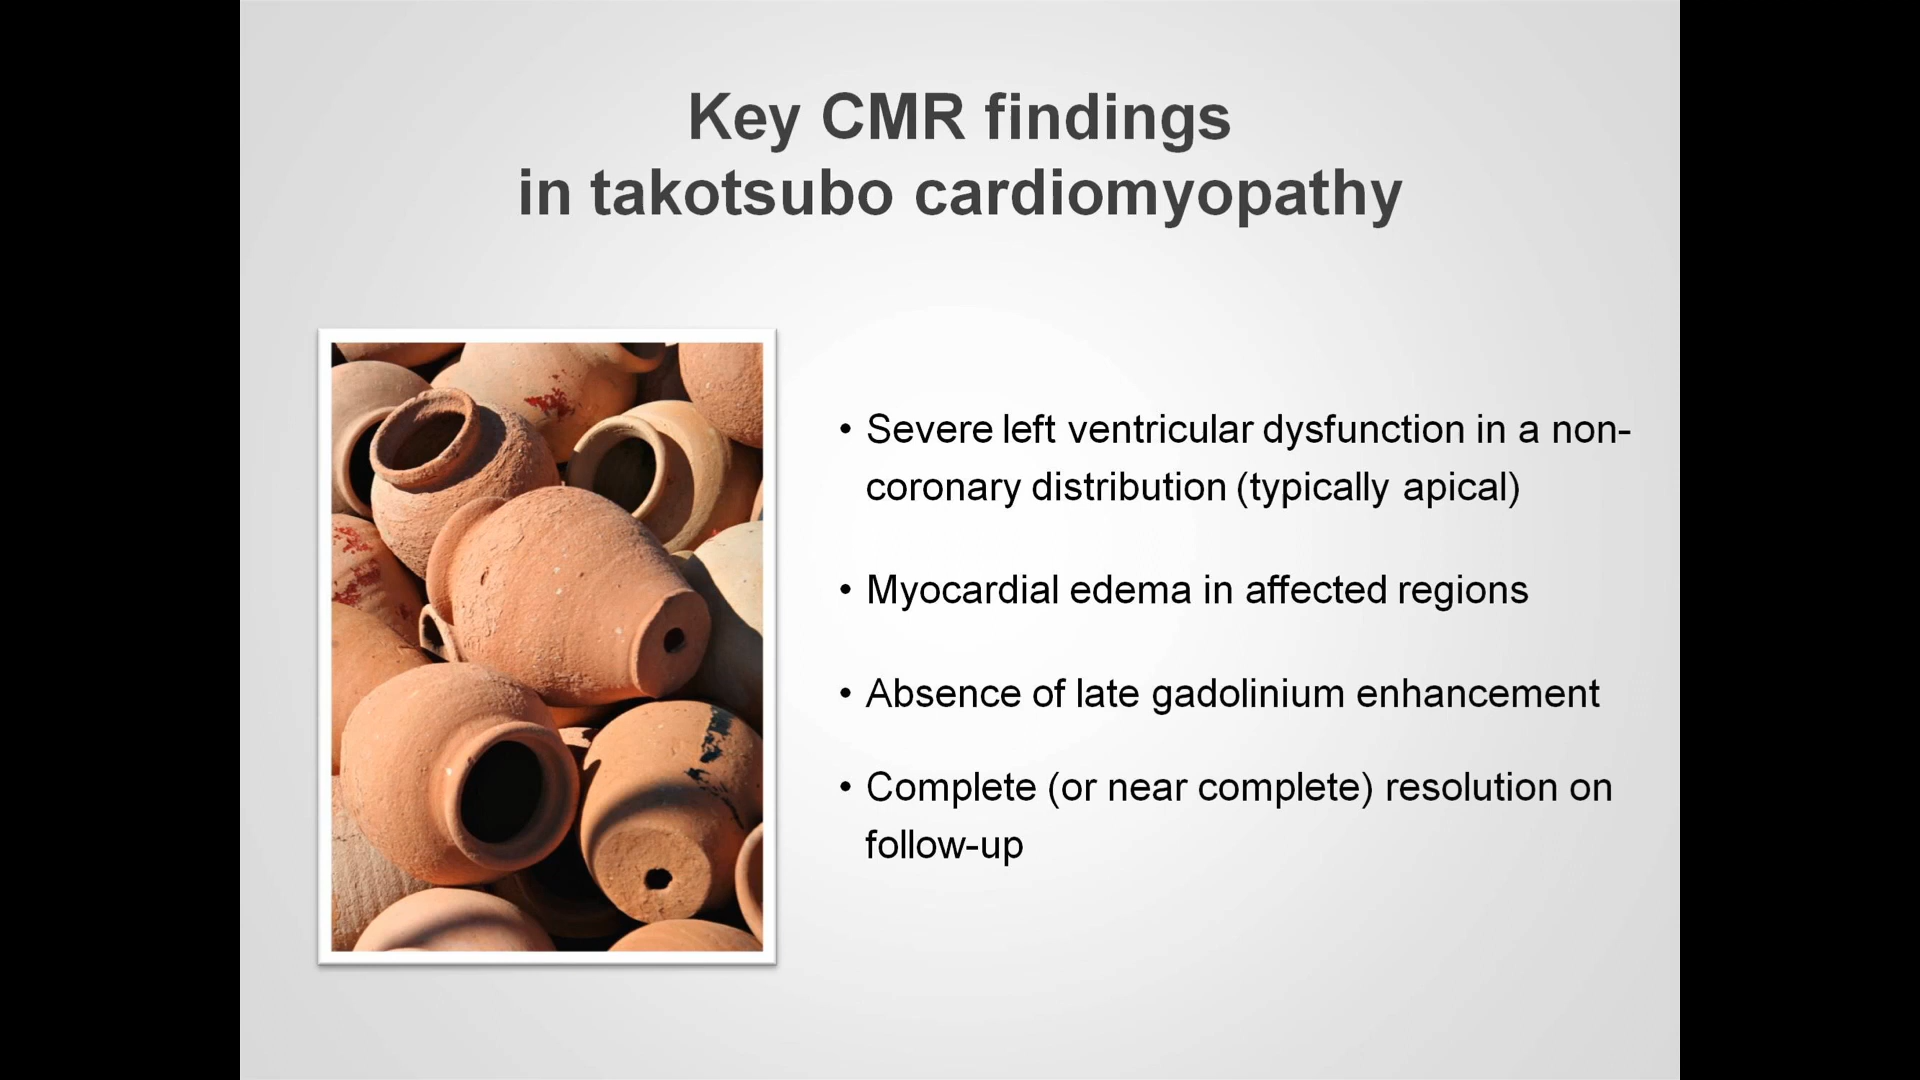 Key CMR findings
in takotsubo cardiomyopathy
• Severe left ventricular dysfunction in a non-
coronary distribution (typically apical)
• Myocardial edema in affected regions
• Absence of late gadolinium enhancement
• Complete (or near complete) resolution on
follow-up